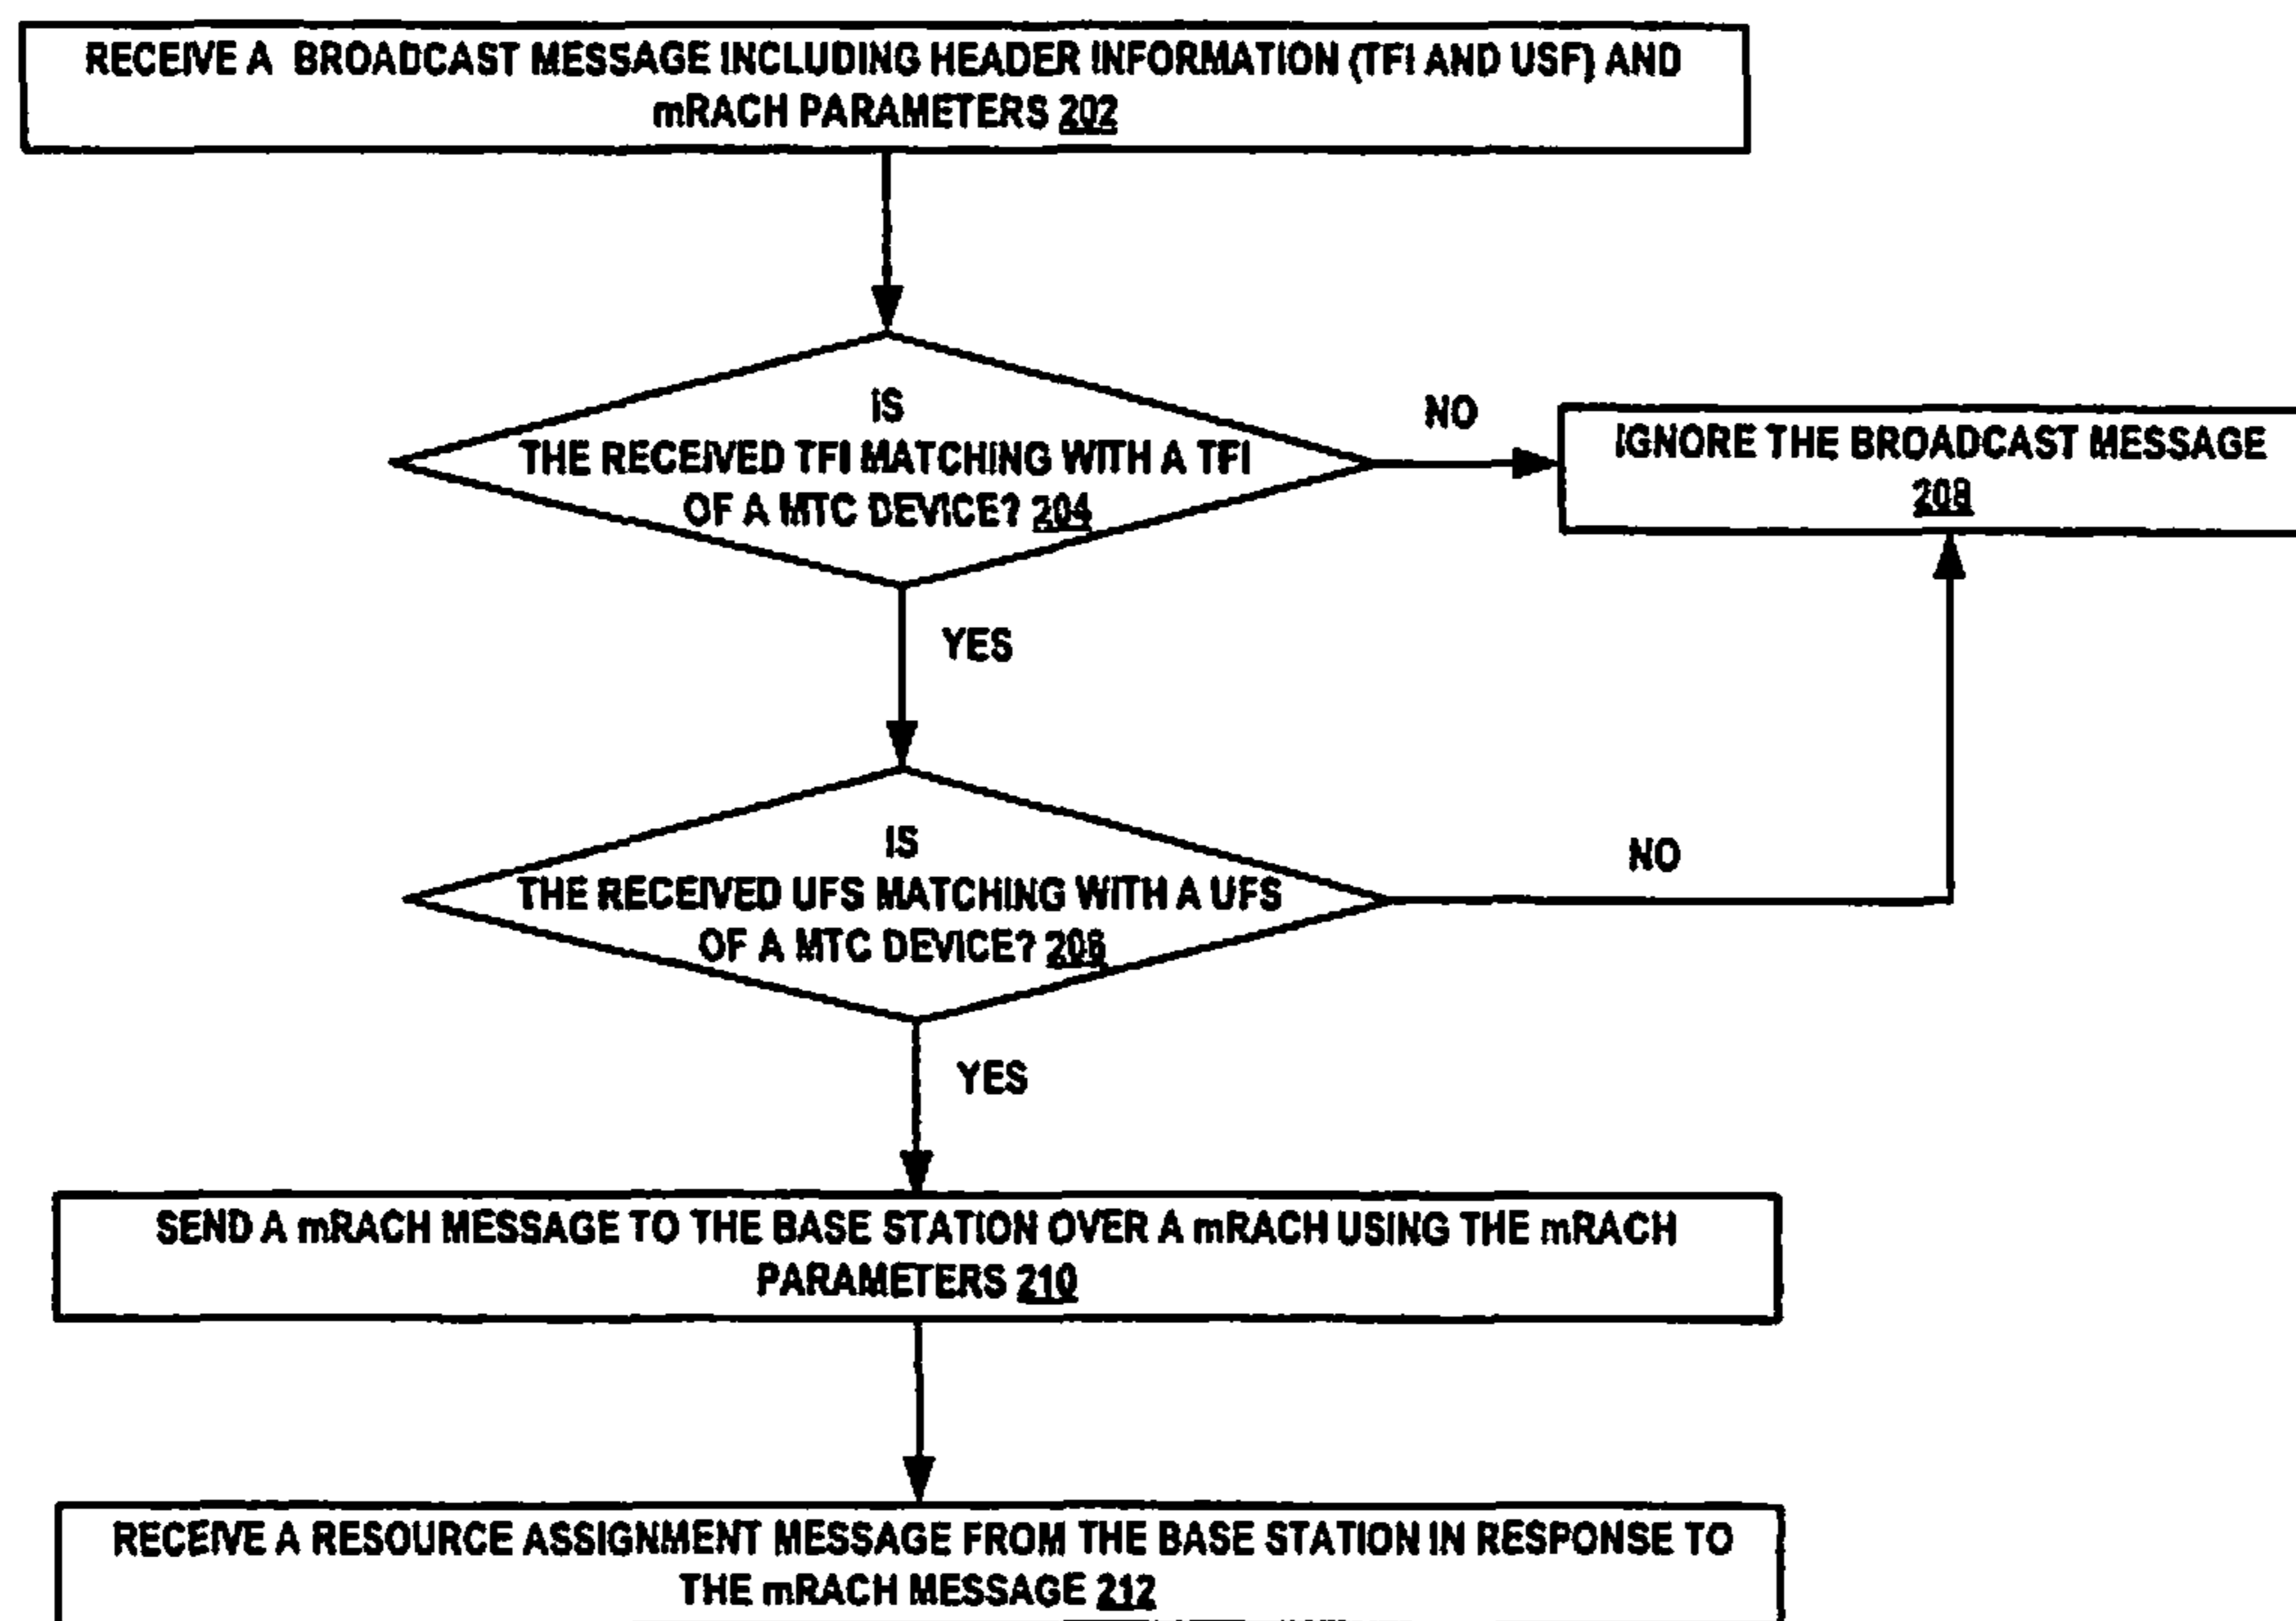 RECEIVE A BROADCAST MESSAGE INCLUDING HEADER INFORMATION (TFI AND USF) AND
mRACH PARAMETERS 202
IS
THE RECEIVED TFI MATCHING WITH A TFI
OF A MTC DEVICE? 204
NO
IGNORE THE BROADCAST MESSAGE
208
YES
IS
THE RECEIVED UFS MATCHING WITH A UFS
OF A MTC DEVICE? 206
NO
YES
SEND A mRACH MESSAGE TO THE BASE STATION OVER A mRACH USING THE mRACH
PARAMETERS 210
RECEIVE A RESOURCE ASSIGNMENT MESSAGE FROM THE BASE STATION IN RESPONSE TO
THE mRACH MESSAGE 212